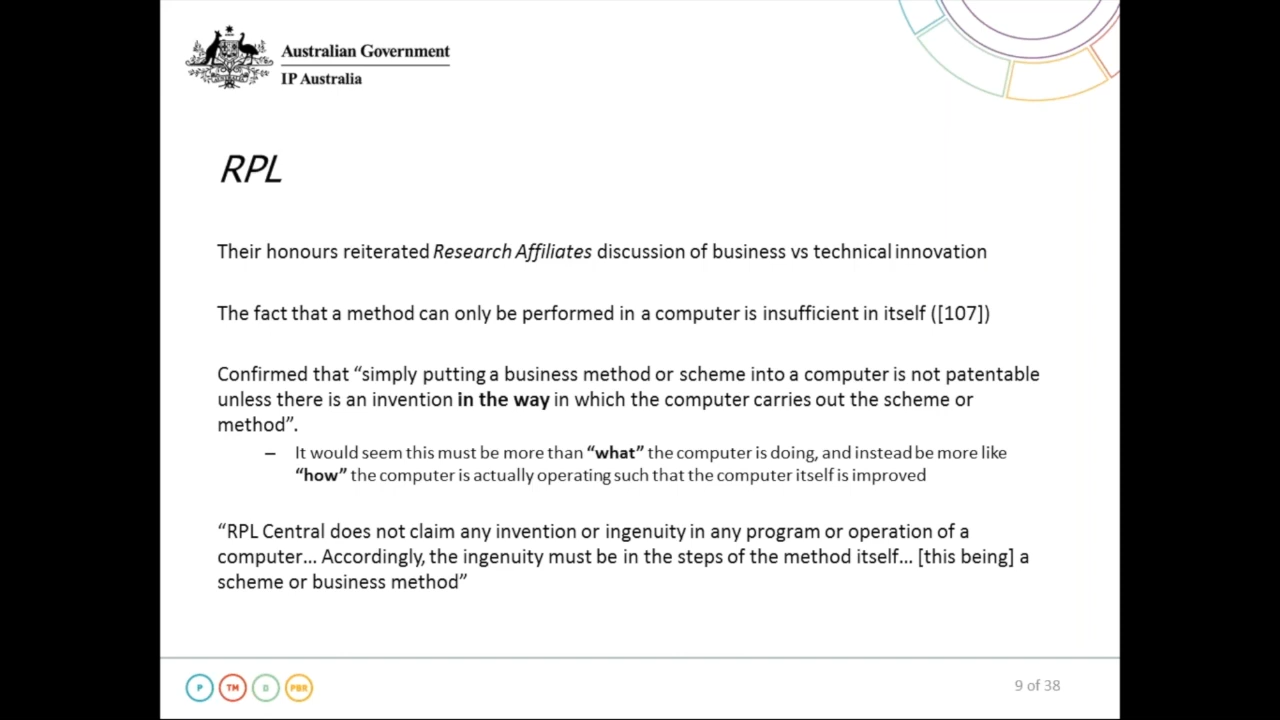 Australian Government
IP Australia
RPL
Their honours reiterated Research Affiliates discussion of business vs technical innovation
The fact that a method can only be performed in a computer is insufficient in itself ([107])
Confirmed that “simply putting a business method or scheme into a computer is not patentable
unless there is an invention in the way in which the computer carries out the scheme or
method”.
– It would seem this must be more than “what” the computer is doing, and instead be more like
“how” the computer is actually operating such that the computer itself is improved
“RPL Central does not claim any invention or ingenuity in any program or operation of a
computer... Accordingly, the ingenuity must be in the steps of the method itself... [this being] a
scheme or business method”
P TM D PBR
9 of 38